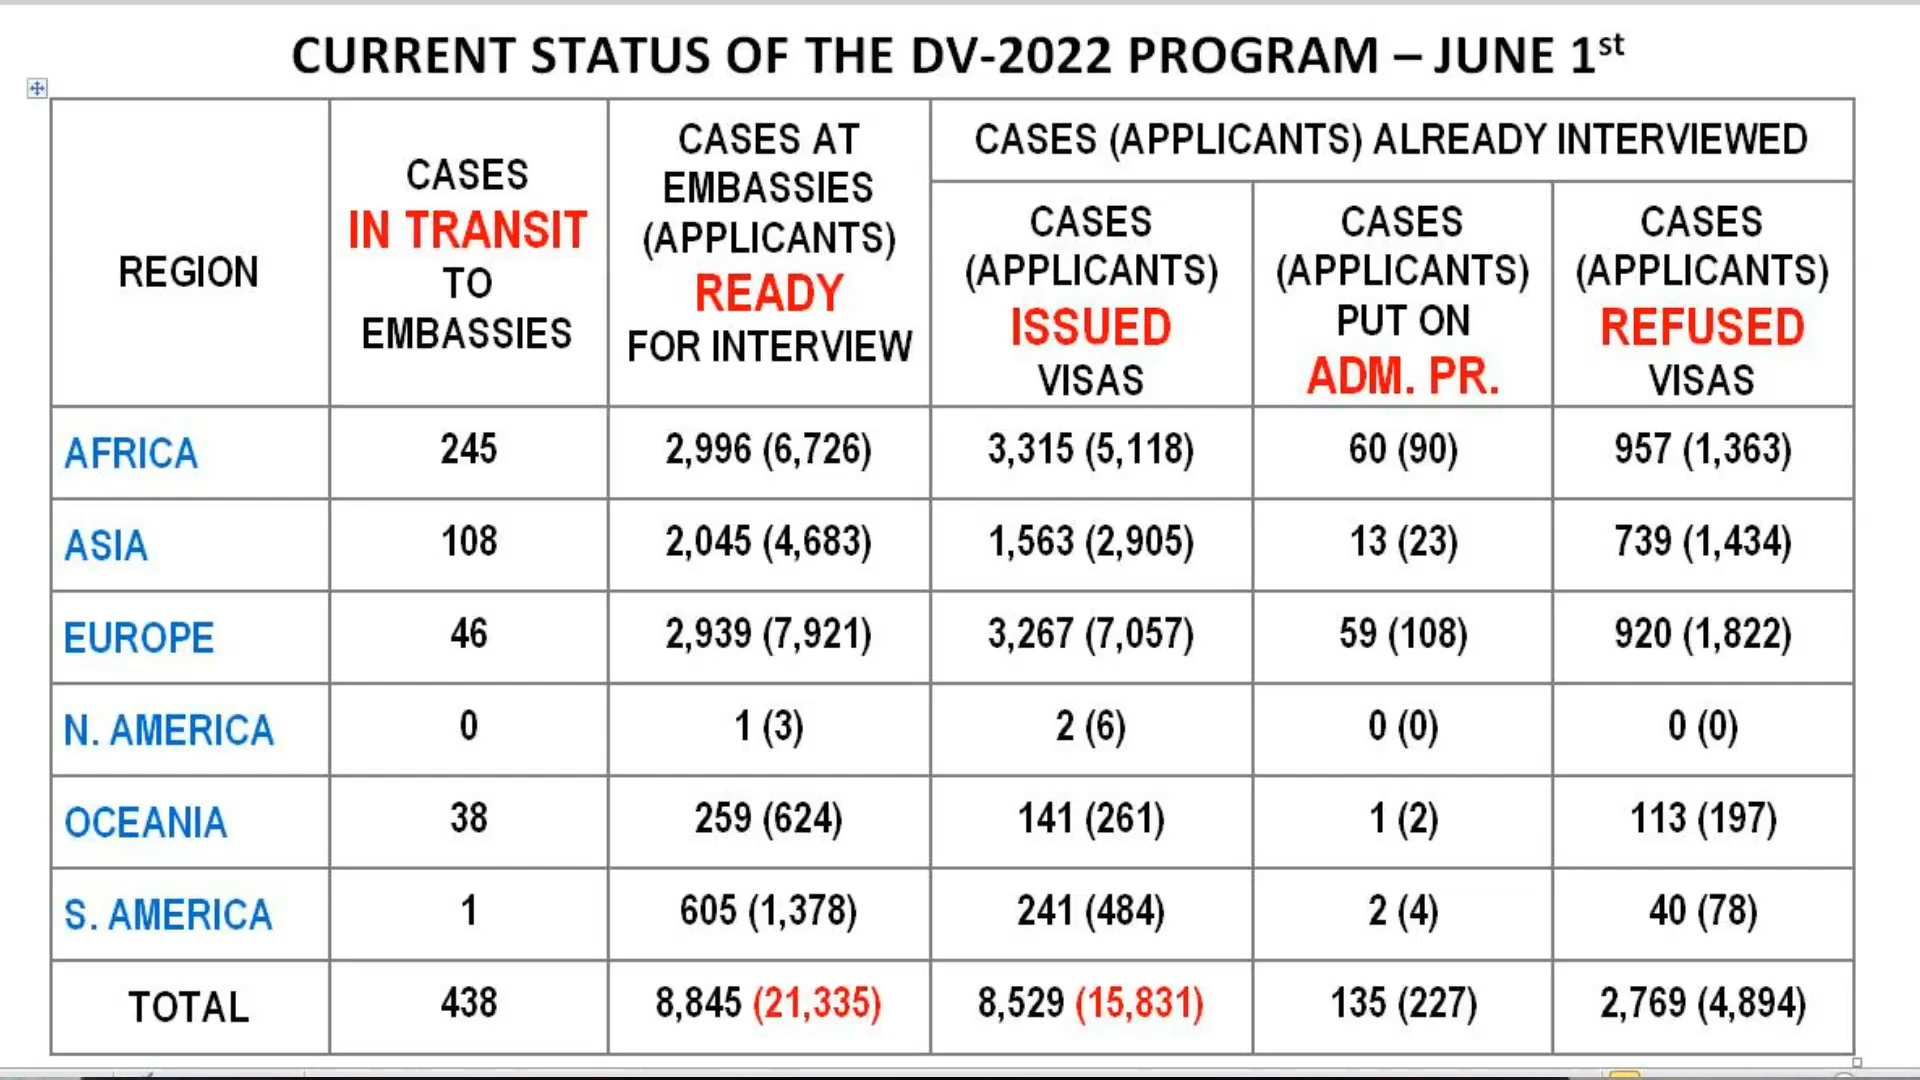 CURRENT STATUS OF THE DV-2022 PROGRAM – JUNE 1st
REGION
CASES
IN TRANSIT
TO
EMBASSIES
CASES AT
EMBASSIES
(APPLICANTS)
READY
FOR INTERVIEW
CASES (APPLICANTS) ALREADY INTERVIEWED
CASES
(APPLICANTS)
ISSUED
VISAS
CASES
(APPLICANTS)
PUT ON
ADM. PR.
CASES
(APPLICANTS)
REFUSED
VISAS
AFRICA 245 2,996 (6,726) 3,315 (5,118) 60 (90) 957 (1,363)
ASIA 108 2,045 (4,683) 1,563 (2,905) 13 (23) 739 (1,434)
EUROPE 46 2,939 (7,921) 3,267 (7,057) 59 (108) 920 (1,822)
N. AMERICA 0 1 (3) 2 (6) 0 (0) 0 (0)
OCEANIA 38 259 (624) 141 (261) 1 (2) 113 (197)
S. AMERICA 1 605 (1,378) 241 (484) 2 (4) 40 (78)
TOTAL 438 8,845 (21,335) 8,529 (15,831) 135 (227) 2,769 (4,894)